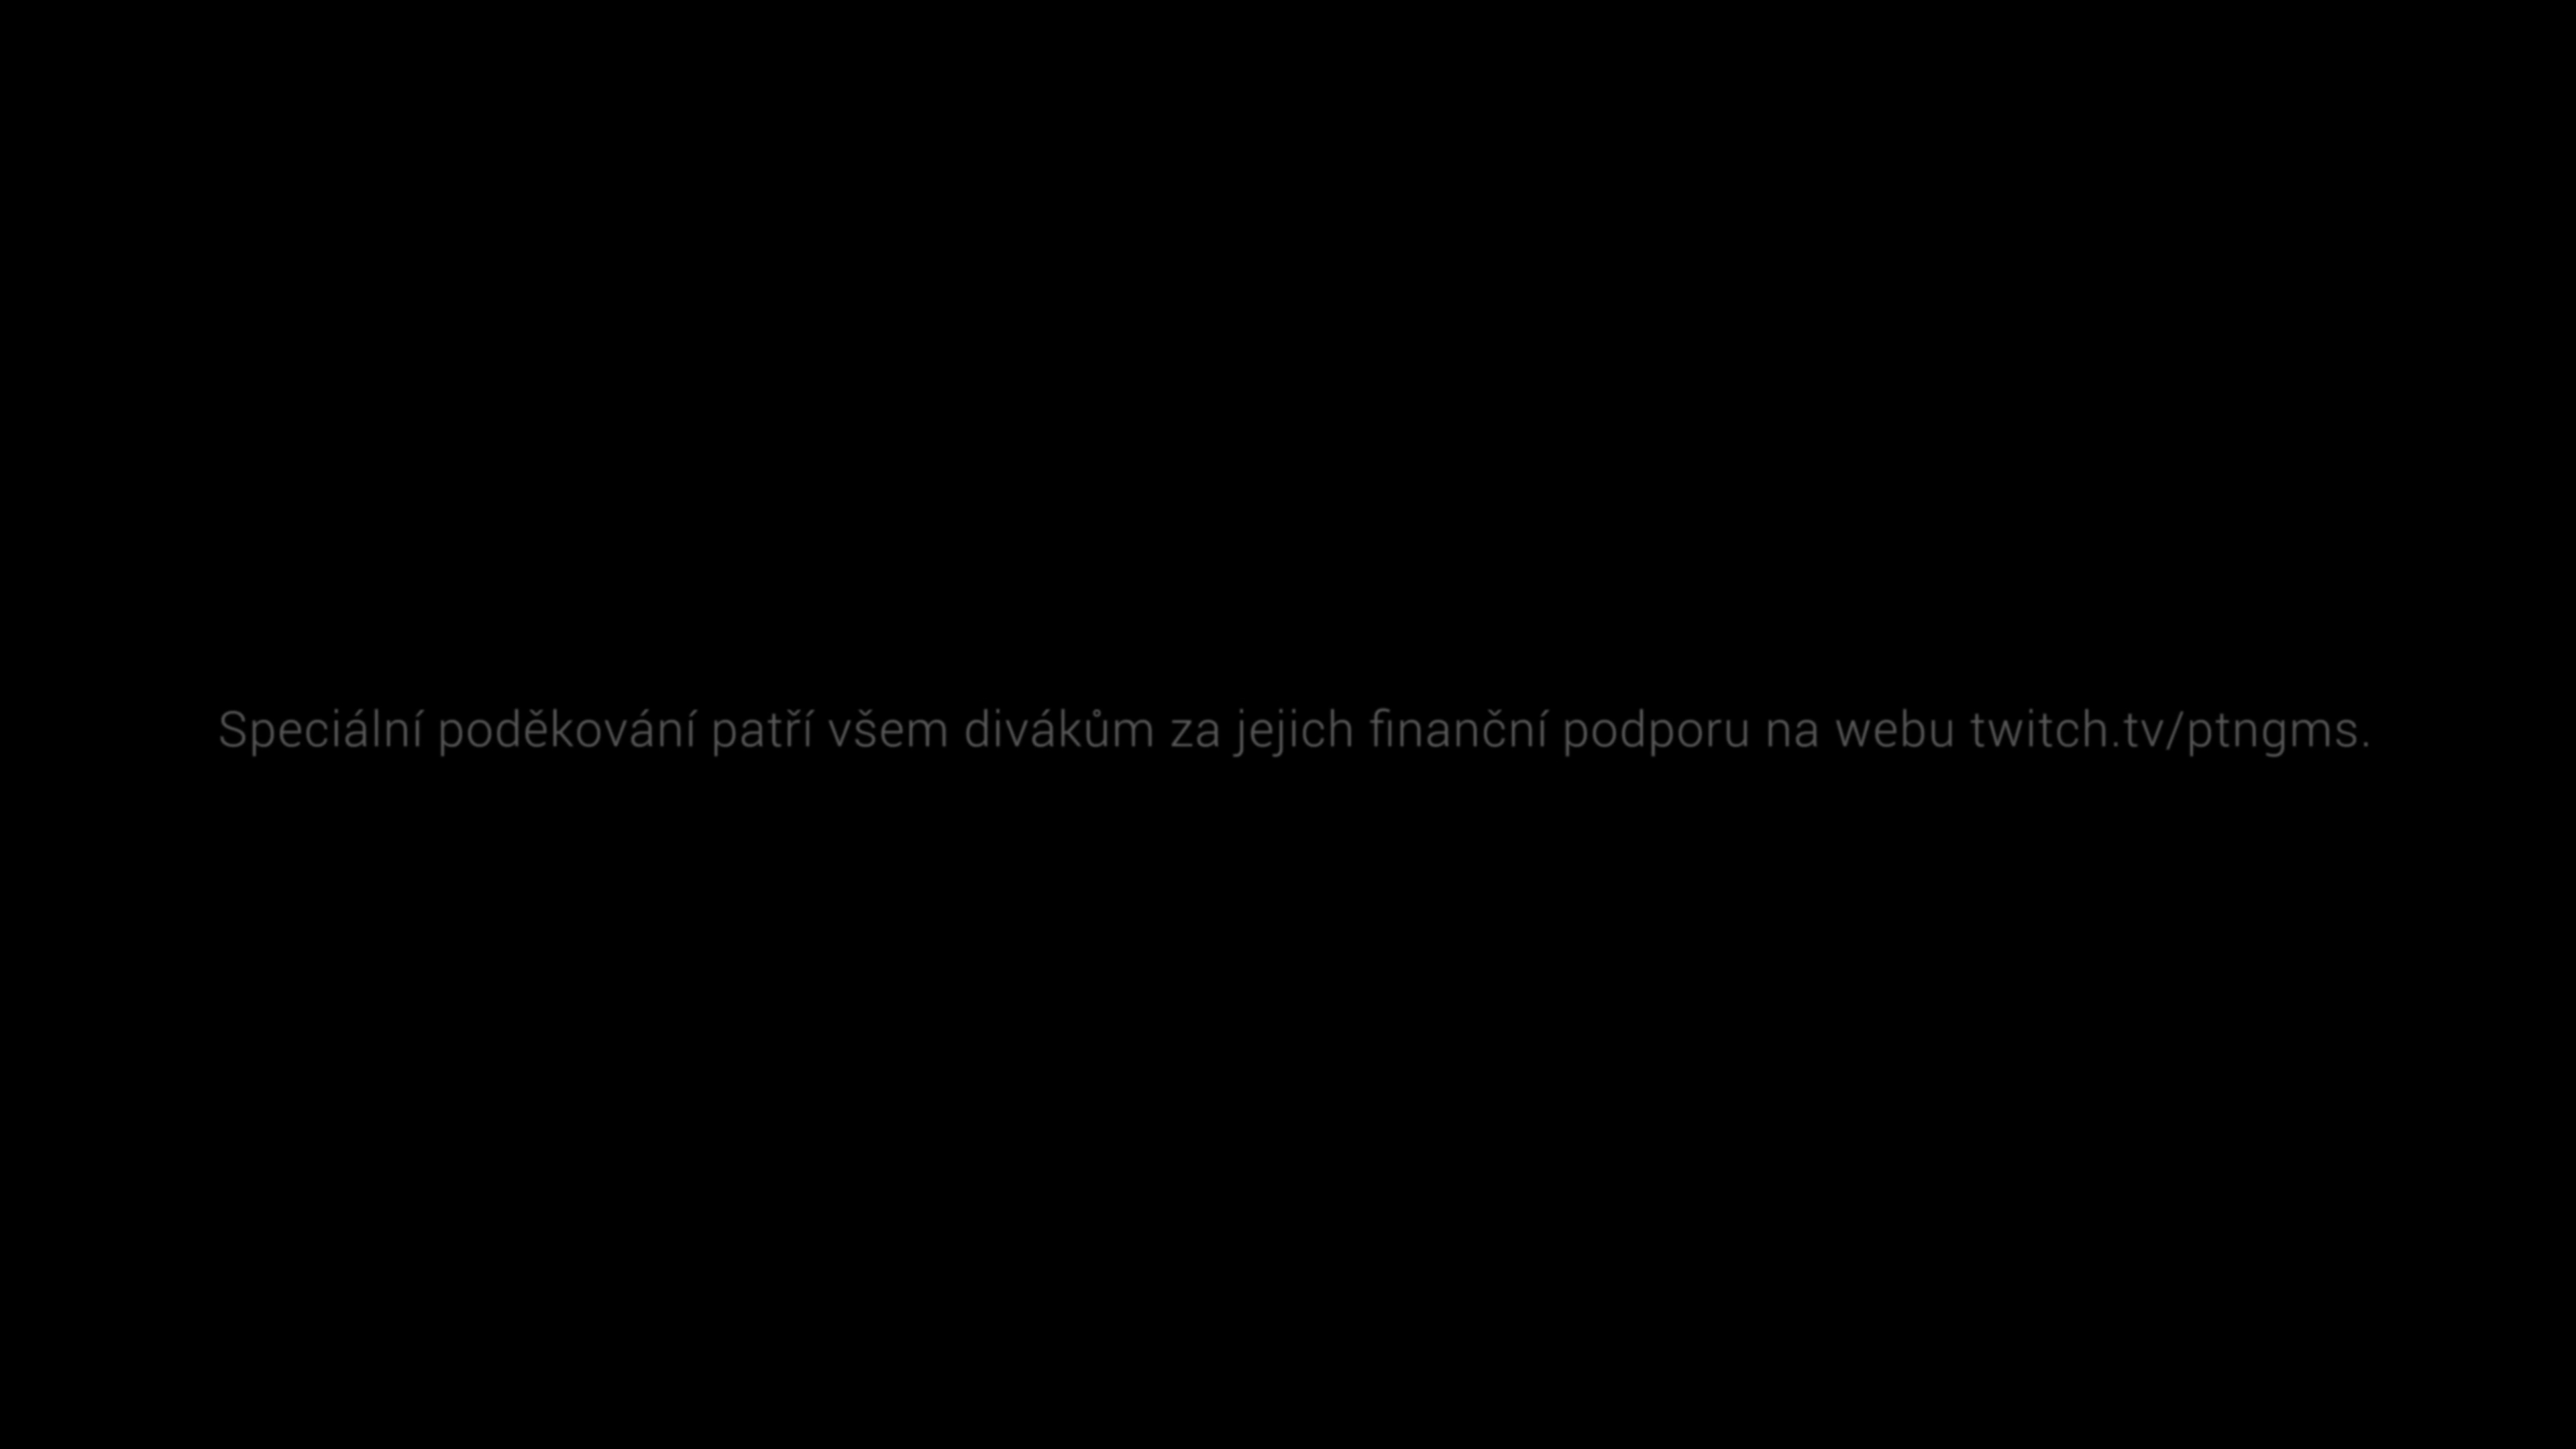 Speciální poděkování patří všem divákům za jejich finanční podporu na webu twitch.tv/ptngms.